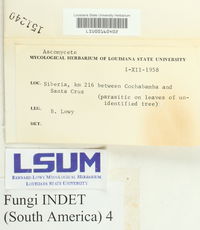 Louisiana State University Herbarium
151240
Ascomycete
MYCOLOGICAL HERBARIUM OF LOUISIANA STATE UNIVERSITY
I-XII-1958
LOC. Siberia, km 216 between Cochabamba and
Santa Cruz
(parasitic on leaves of un-
identified tree)
LEG. B. Lowy
DET.
LSUM
BERNARD LOWY MYCOLOGICAL HERBARIUM
LOUISIANA STATE UNIVERSITY
Fungi INDET
(South America) 4